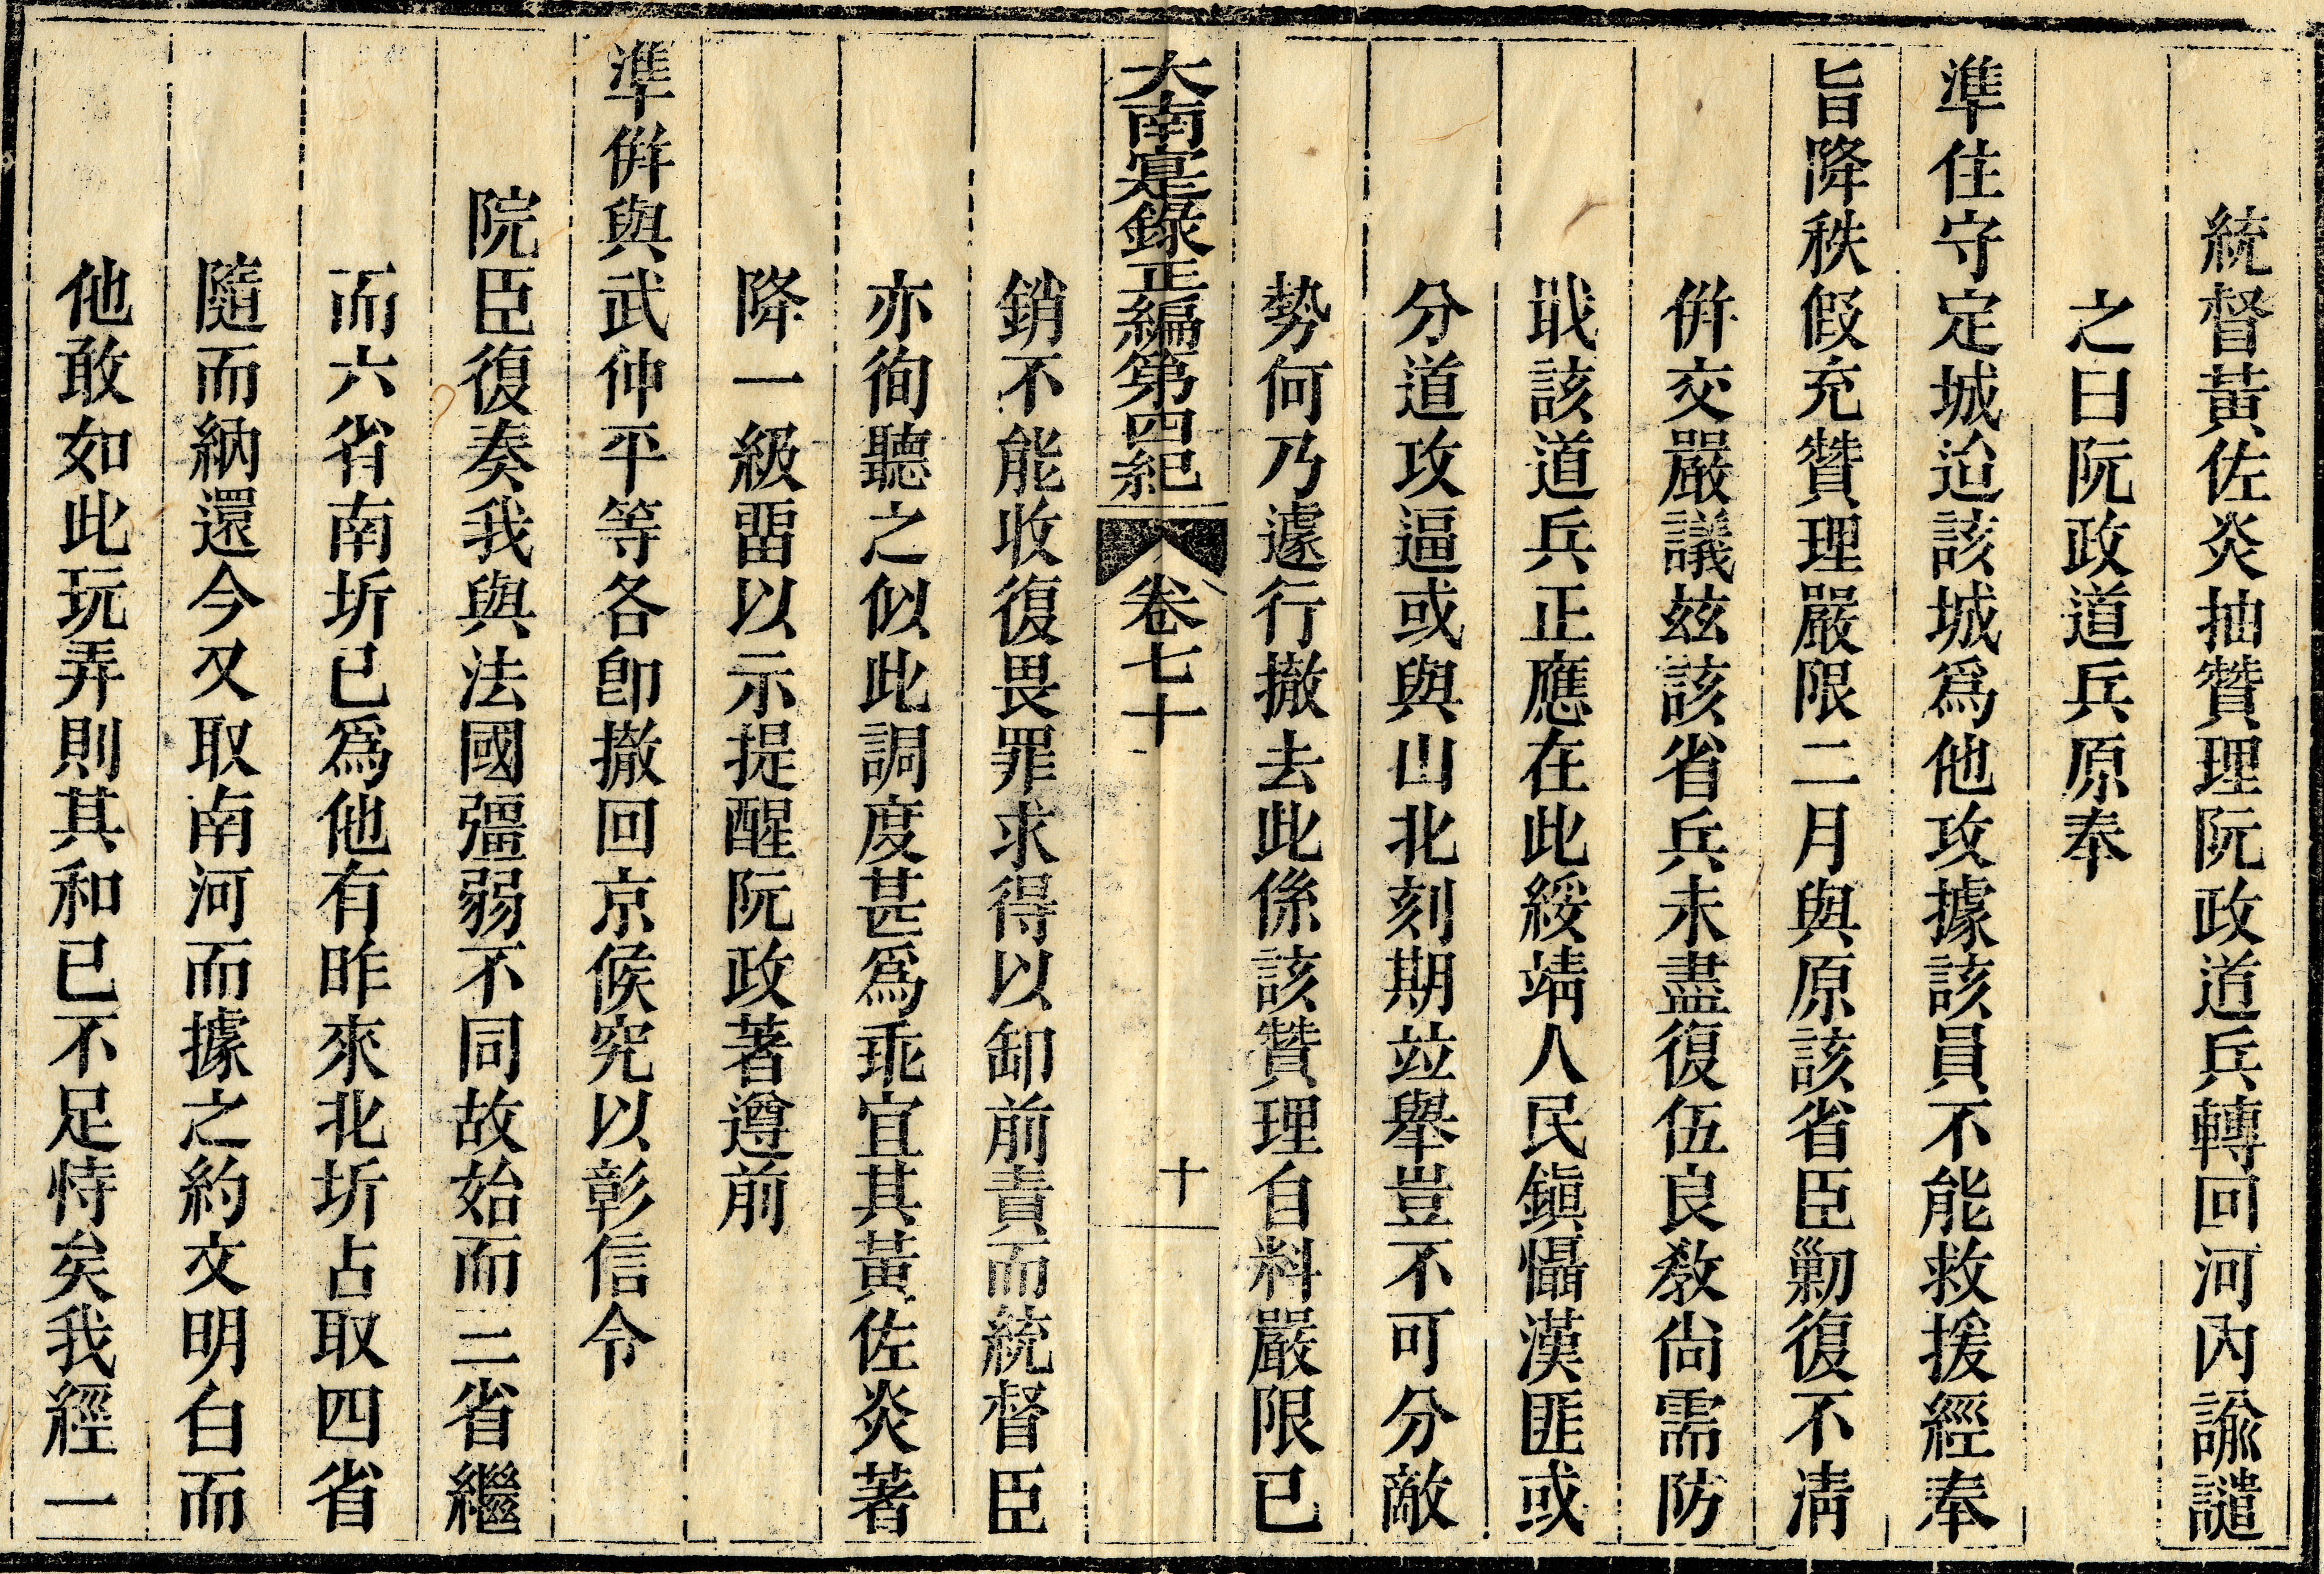 統督黃佐炎抽贊理阮政道兵轉回河內諭譴
之曰阮政道兵原奉
準住守定城迨該城爲他攻據該員不能救援經奉
旨降秩假充贊理嚴限二月與原該省臣勦復不淸
倂交嚴議玆該省兵未盡復伍良敎尙需防
戢該道兵正應在此綏靖人民鎭懾漢匪或
分道攻逼或與山北刻期竝舉豈不可分敵
勢何乃遽行撤去此係該贊理自料嚴限已
大南寔錄正編第四紀 卷七十 十
銷不能收復畏罪求得以卸前責而統督臣
亦徇聽之似此調度甚爲乖宜其黃佐炎著
降一級畱以示提醒阮政著遵前
準倂與武仲平等各卽撤回京候究以彰信令
院臣復奏我與法國彊弱不同故始而二省繼
而六省南圻已爲他有昨來北圻占取四省
隨而納還今又取南河而據之約文明白而
他敢如此玩弄則其和已不足恃矣我經一